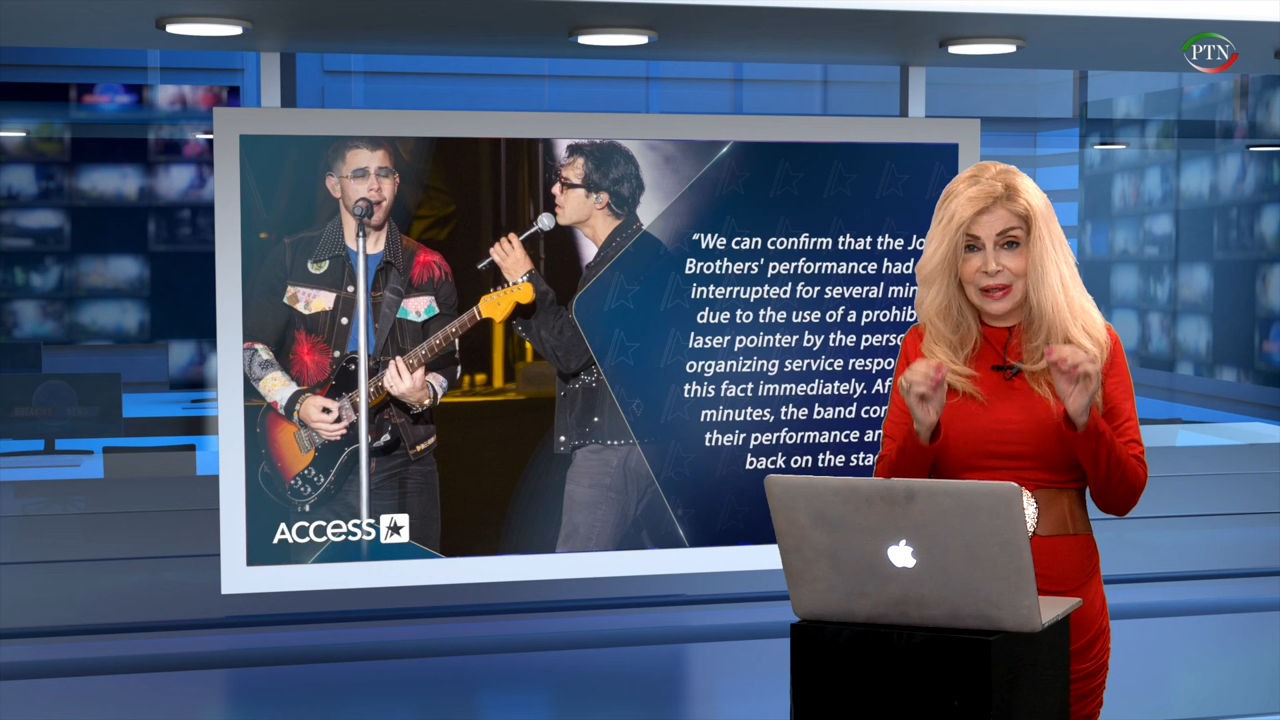 PTN
“We can confirm that the Jo
Brothers' performance had
interrupted for several min
due to the use of a prohib
laser pointer by the perso
organizing service respo
this fact immediately. Af
minutes, the band con
their performance an
back on the sta
ACCESS